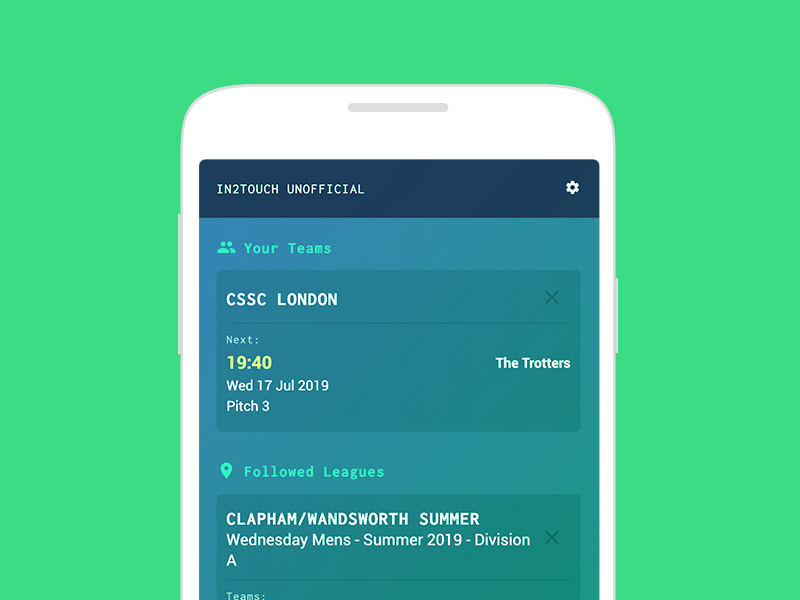 IN2TOUCH UNOFFICIAL
Your Teams
CSSC LONDON
Next:
19:40
The Trotters
Wed 17 Jul 2019
Pitch 3
Followed Leagues
CLAPHAM/WANDSWORTH SUMMER
Wednesday Mens - Summer 2019 - Division
A
Teams: